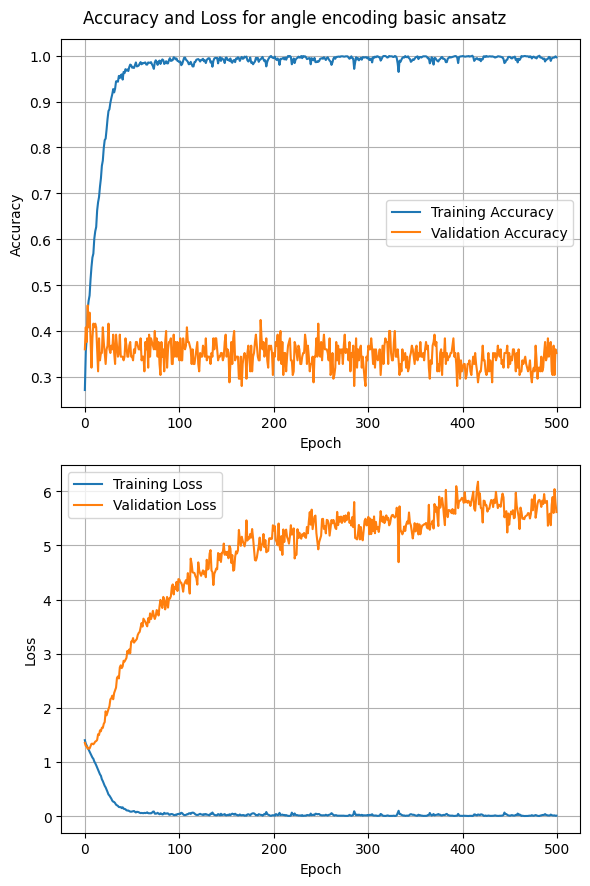 Accuracy and Loss for angle encoding basic ansatz
1.0
0.9
0.8
0.7
0.6
0.5
0.4
0.3
Accuracy
Training Accuracy
Validation Accuracy
0 100 200 300 400 500
Epoch
6
5
4
3
2
1
0
Loss
Training Loss
Validation Loss
0 100 200 300 400 500
Epoch